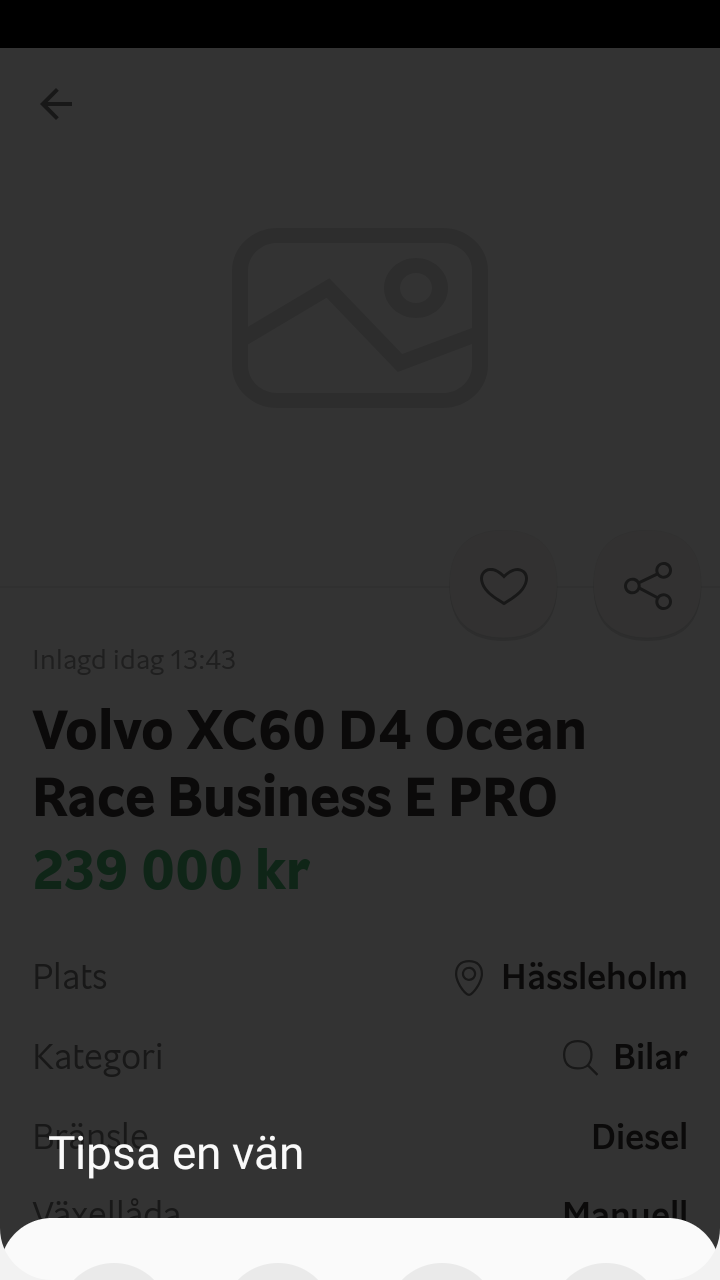 Inlagd idag 13:43
Volvo XC60 D4 Ocean
Race Business E PRO
239 000 kr
Plats Hässleholm
Kategori Bilar
Bränsle Diesel
Tipsa en vän
Växellåda Manuell